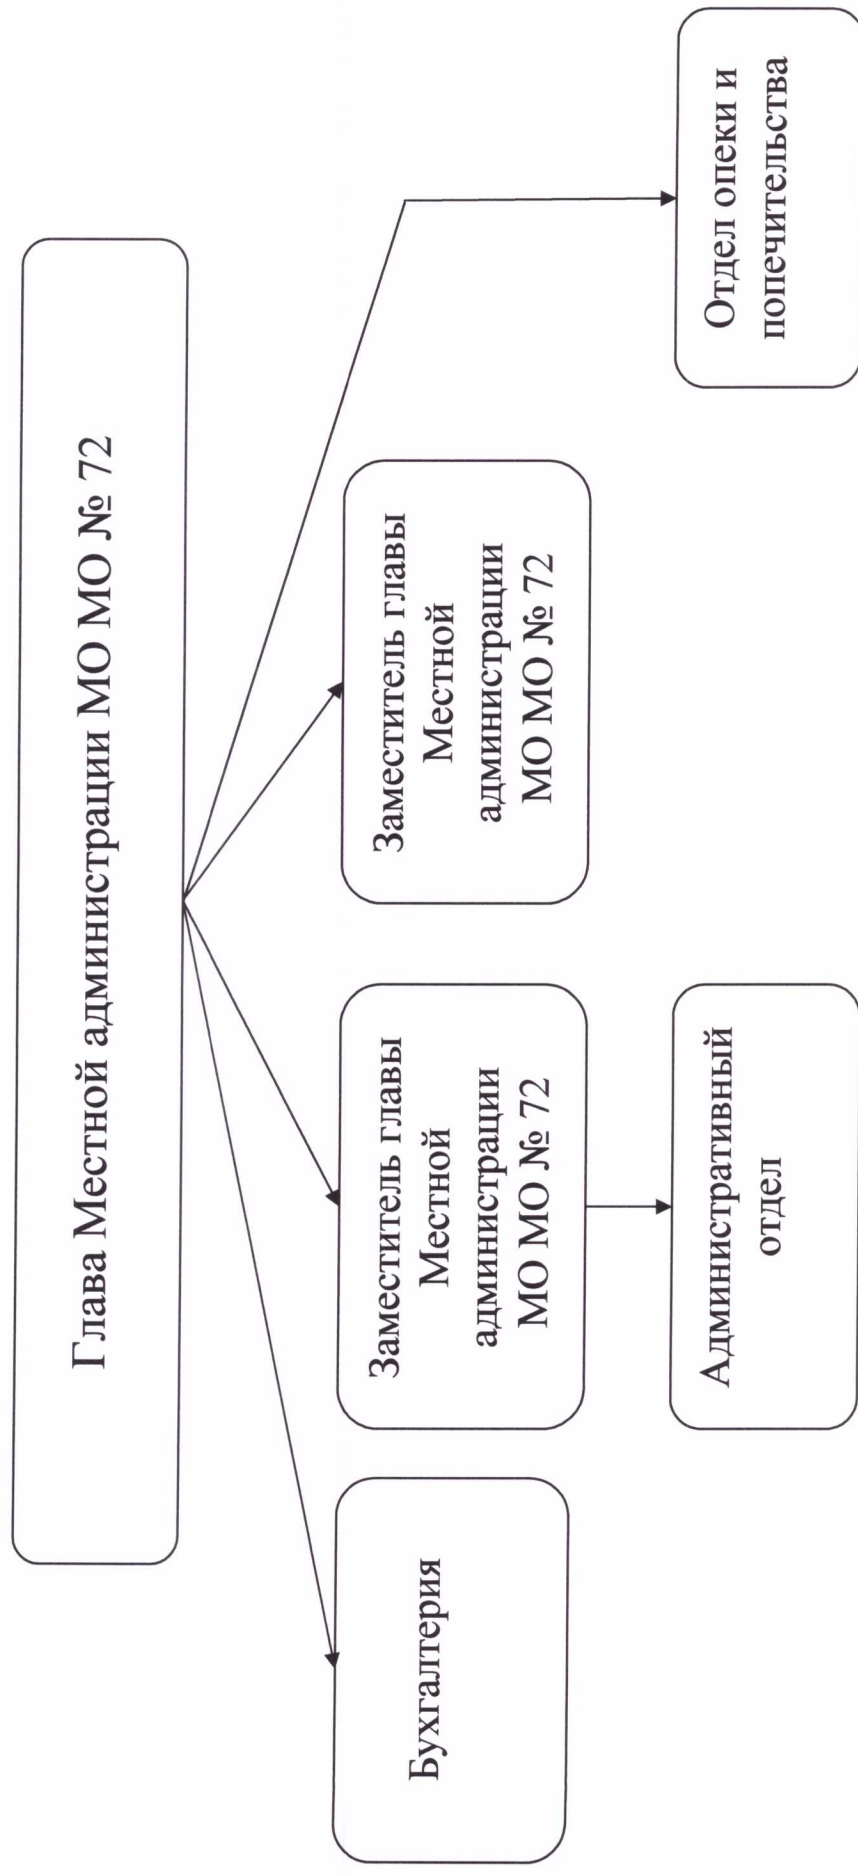 Глава Местной администрации МО МО № 72
Бухгалтерия
Заместитель главы
Местной
администрации
МО МО № 72
Заместитель главы
Местной
администрации
МО МО № 72
Административный
отдел
Отдел опеки и
попечительства